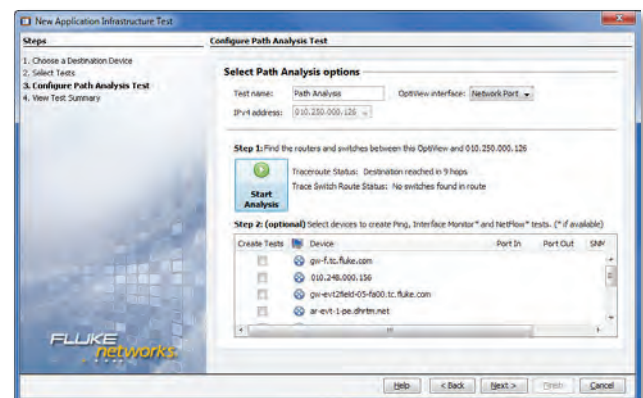 New Application Infrastructure Test
Steps
1. Choose a Destination Device
2. Select Tests
3. Configure Path Analysis Test
4. View Test Summary
FLUKE
networks
Configure Path Analysis Test
Select Path Analysis options
Test name: Path Analysis OptiView interface: Network Port
IPv4 address: 010.250.000.126
Step 1: Find the routers and switches between this OptiView and 010.250.000.126
Start
Analysis
Traceroute Status: Destination reached in 9 hops
Trace Switch Route Status: No switches found in route
Step 2: (optional) Select devices to create Ping, Interface Monitor* and NetFlow* tests. (* if available)
Create Tests Device Port In Port Out SNM
gw-f.tc.fluke.com
010.248.000.156
gw-evt2field-05-fa00.tc.fluke.com
ar-evt-1-pe.dhrtm.net
Help < Back Next > Finish Cancel